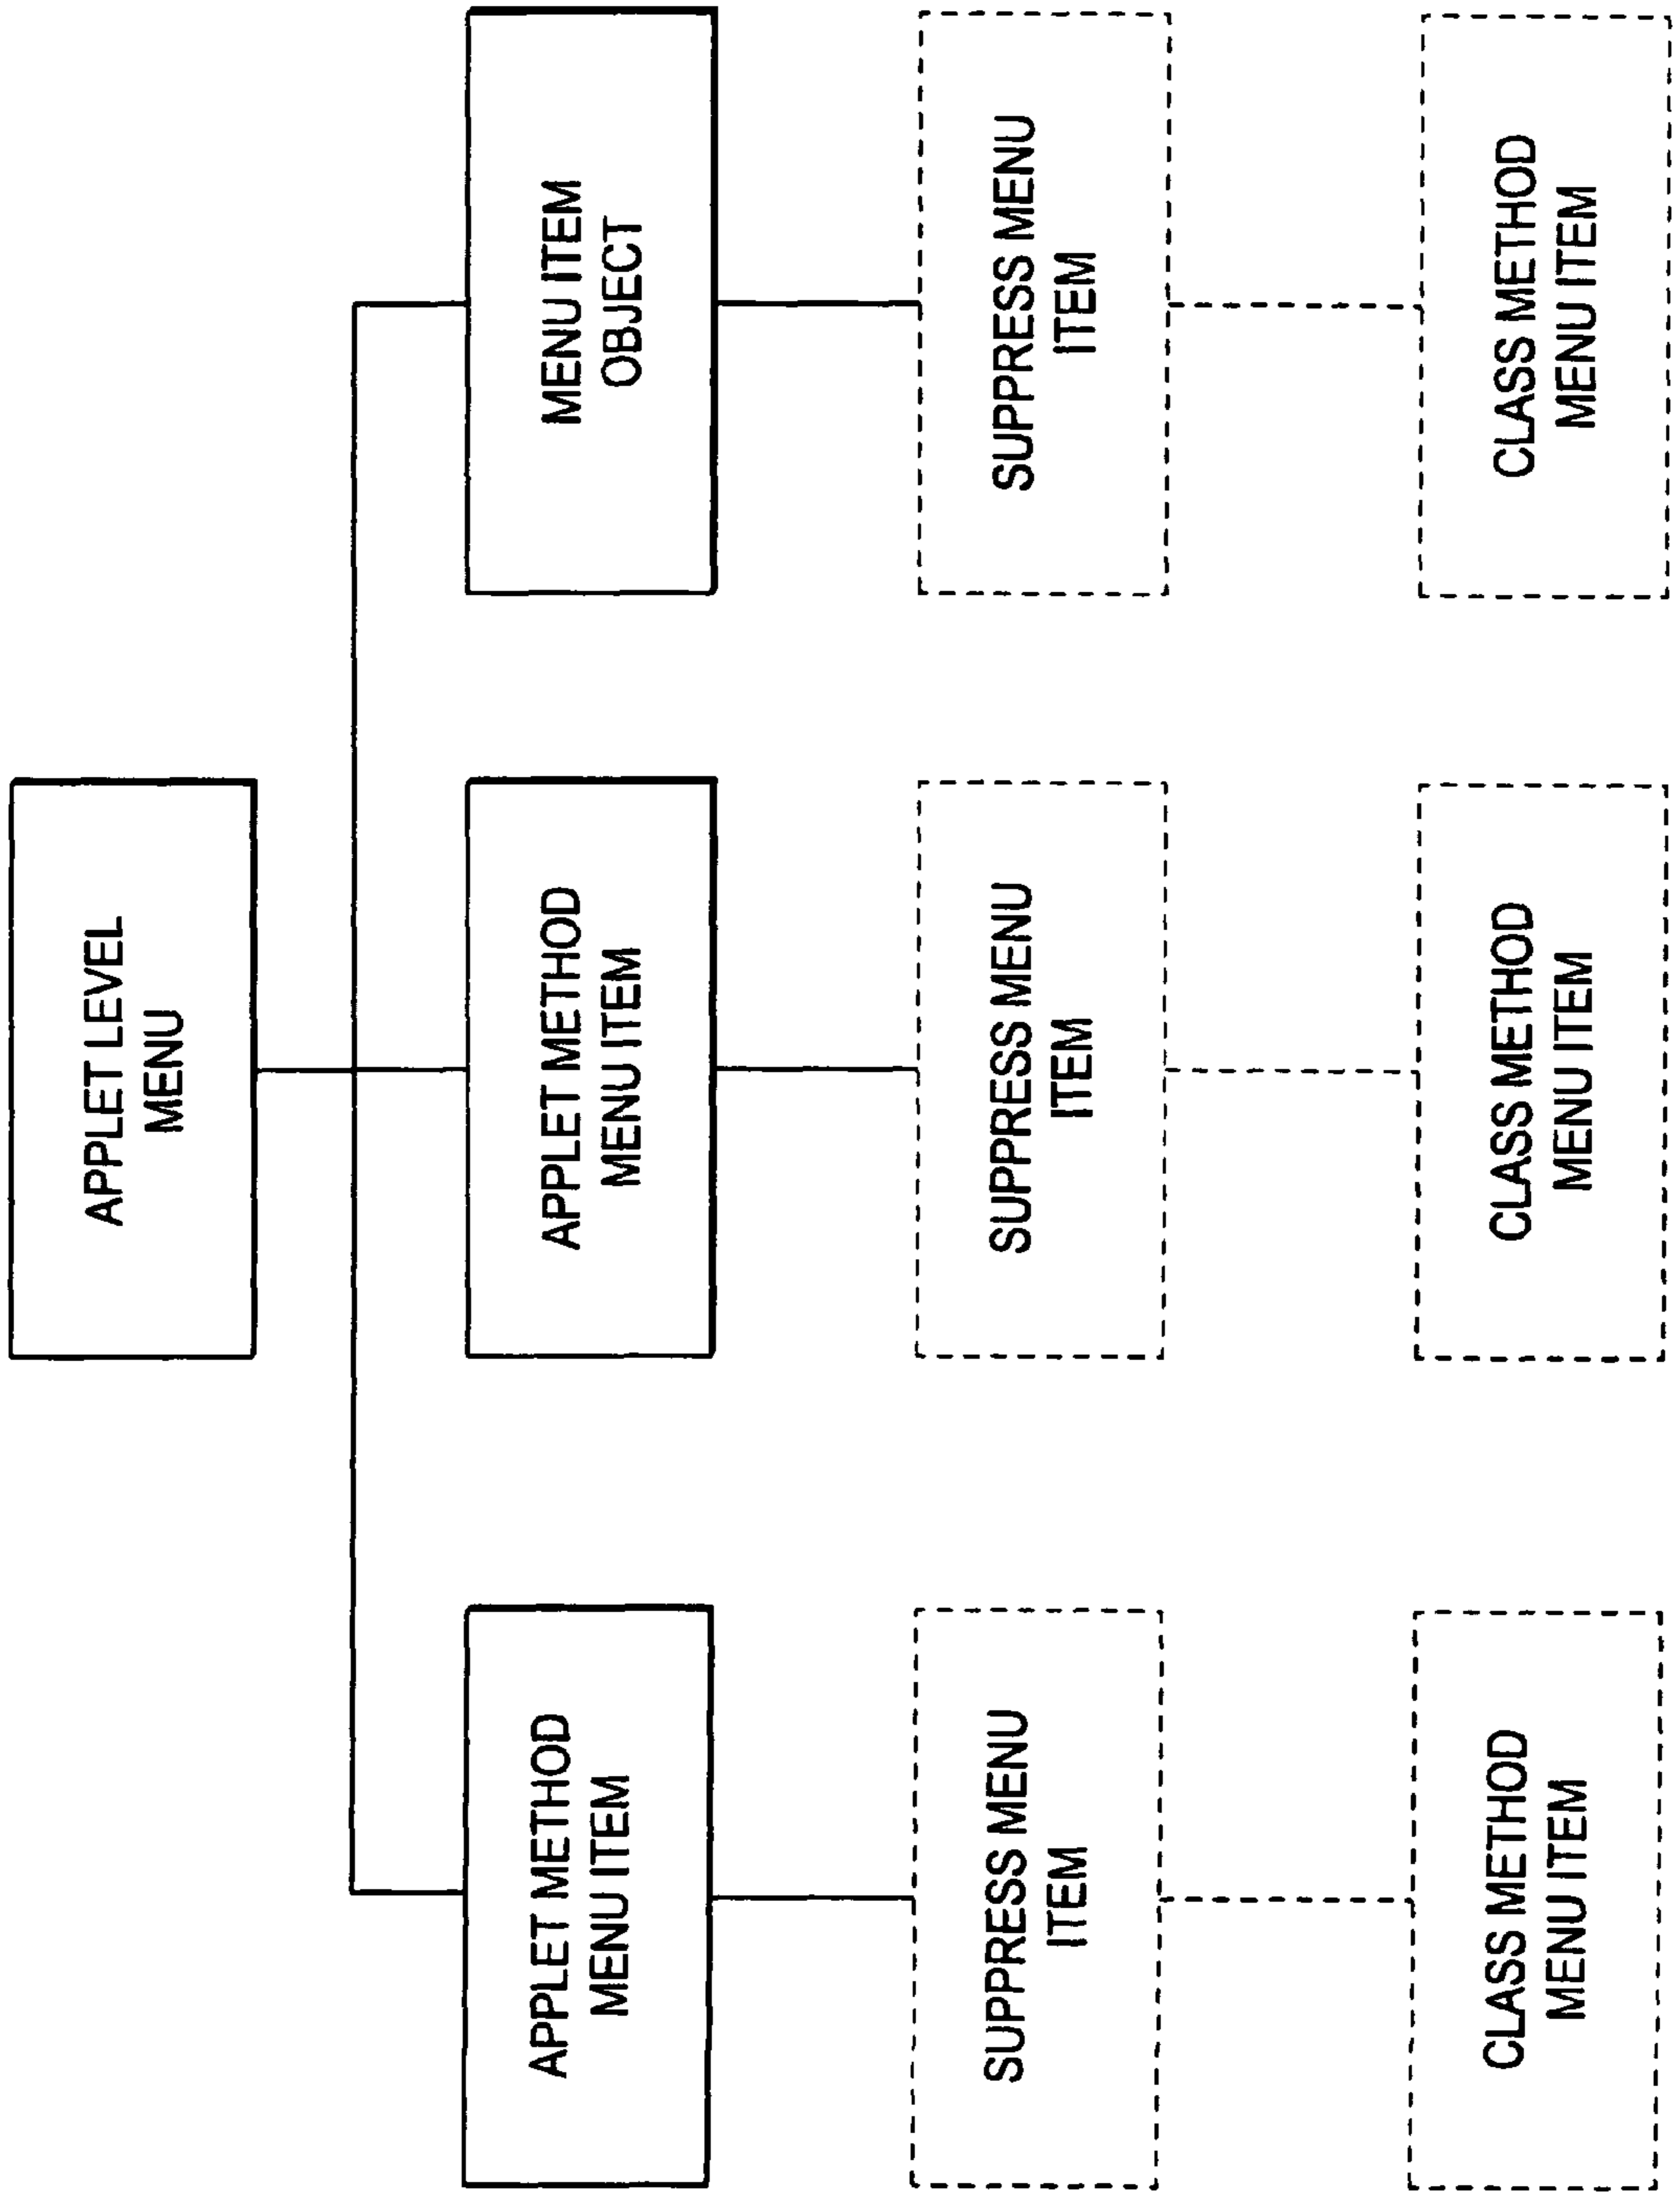 APPLET LEVEL
MENU
APPLET METHOD
MENU ITEM
APPLET METHOD
MENU ITEM
MENU ITEM
OBJECT
SUPPRESS MENU
ITEM
SUPPRESS MENU
ITEM
SUPPRESS MENU
ITEM
CLASS METHOD
MENU ITEM
CLASS METHOD
MENU ITEM
CLASS METHOD
MENU ITEM